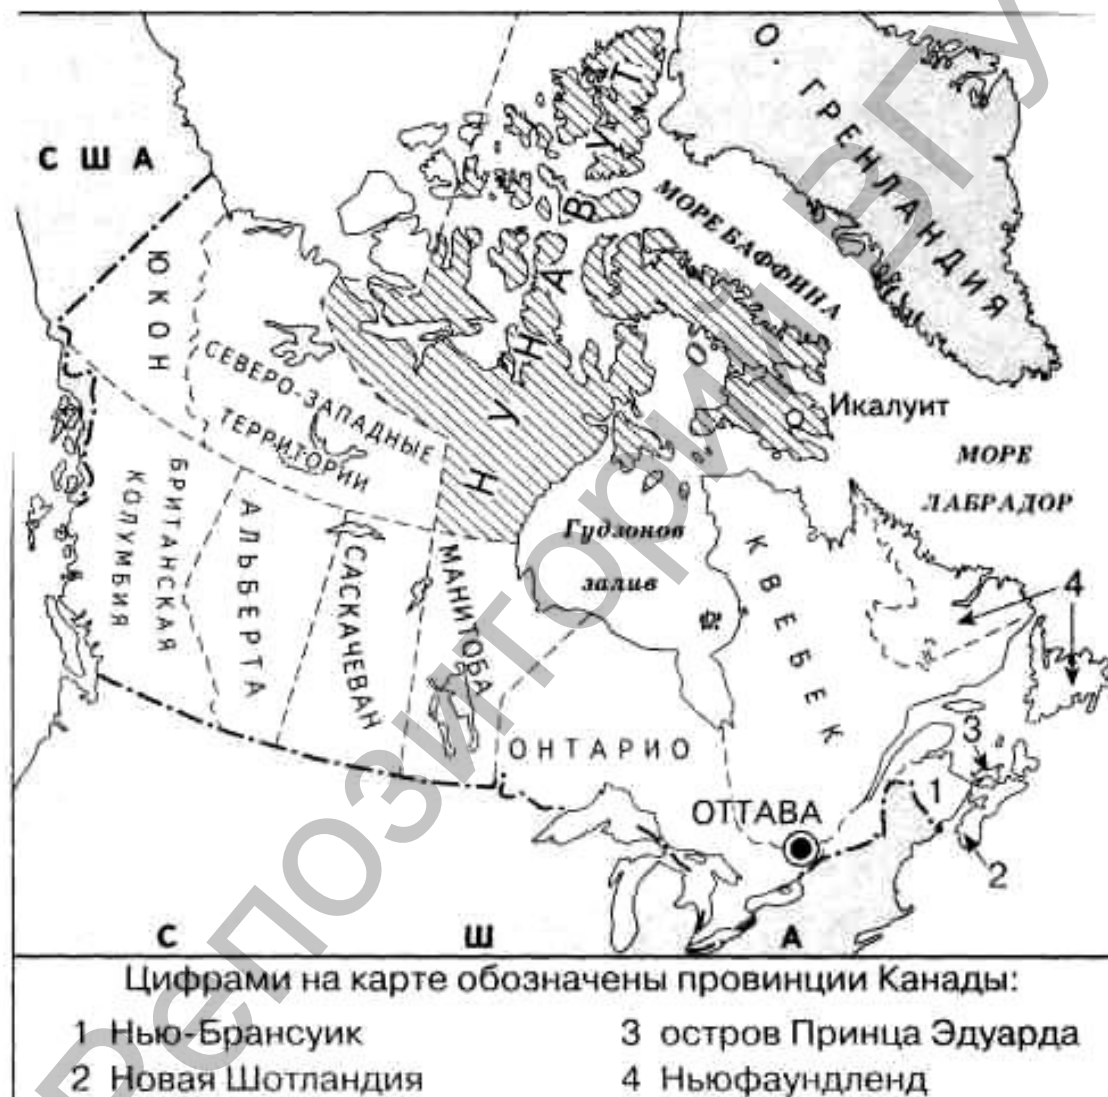 США
О. ГРЕНЛАНДИЯ
НУНАВУТ
МОРЕ БАФФИНА
ЮКОН
СЕВЕРО-ЗАПАДНЫЕ
ТЕРРИТОРИИ
Икалуит
МОРЕ
ЛАБРАДОР
БРИТАНСКАЯ
КОЛУМБИЯ
АЛЬБЕРТА
САСКАЧЕВАН
МАНИТОБА
Гудзонов
залив
КВЕБЕК
4
ОНТАРИО
3
1
ОТТАВА
2
С Ш А
Цифрами на карте обозначены провинции Канады:
1 Нью-Брансуик
2 Новая Шотландия
3 остров Принца Эдуарда
4 Ньюфаундленд
Репозиторий ВГУ